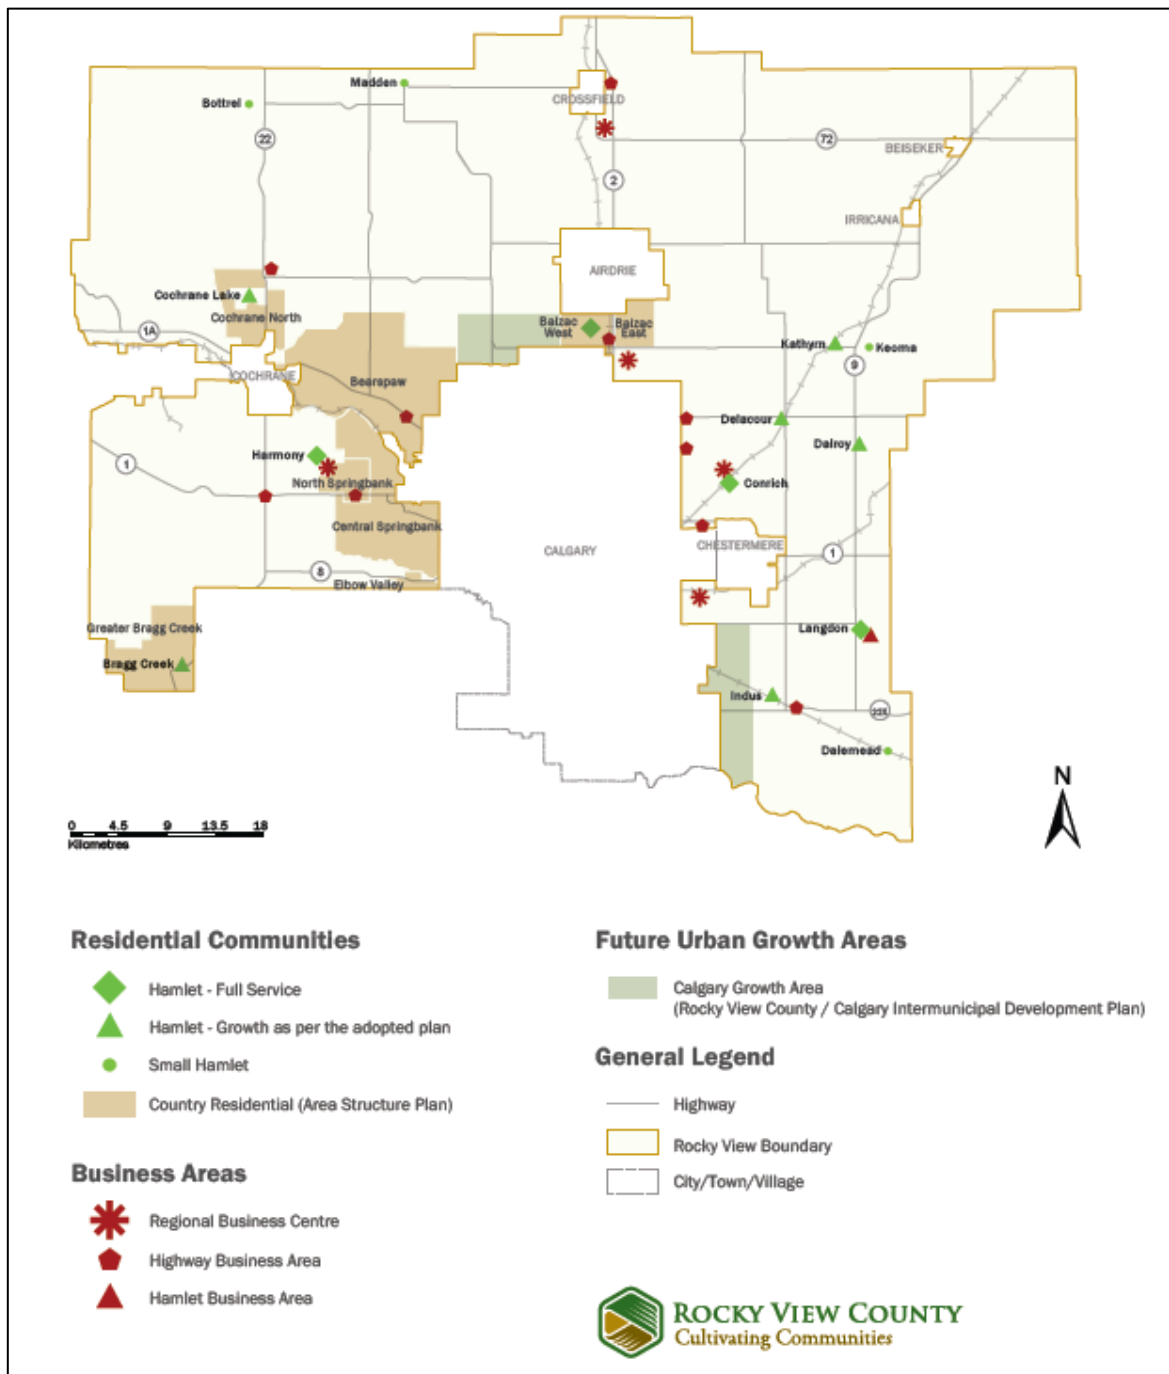 Madden
Bottrel
CROSSFIELD
22
72
BEISEKER
2
IRRICANA
AIRDRIE
Cochrane Lake
Cochrane North
1A
Balzac
West
Balzac
East
Kathyrn
Keoma
COCHRANE
Bearspaw
9
Delacour
Dalroy
Harmony
1
North Springbank
Conrich
Central Springbank
CALGARY
CHESTERMERE
1
8
Elbow Valley
Greater Bragg Creek
Langdon
Bragg Creek
Indus
22X
Dalemead
N
0 4.5 9 13.5 18
Kilometres
Residential Communities
Hamlet - Full Service
Hamlet - Growth as per the adopted plan
Small Hamlet
Country Residential (Area Structure Plan)
Business Areas
Regional Business Centre
Highway Business Area
Hamlet Business Area
Future Urban Growth Areas
Calgary Growth Area
(Rocky View County / Calgary Intermunicipal Development Plan)
General Legend
Highway
Rocky View Boundary
City/Town/Village
ROCKY VIEW COUNTY
Cultivating Communities